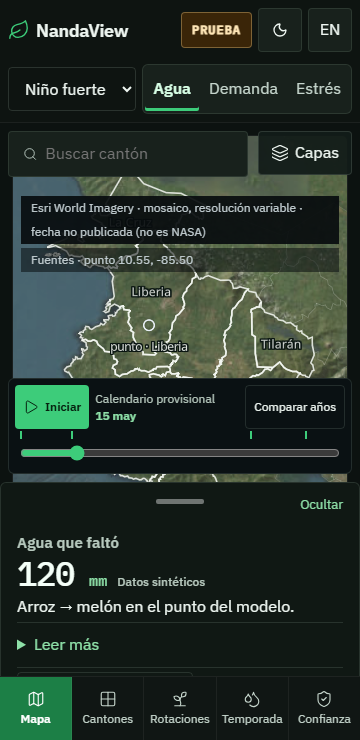 NandaView
PRUEBA
EN
Niño fuerte
Agua
Demanda
Estrés
Buscar cantón
Capas
Esri World Imagery · mosaico, resolución variable ·
fecha no publicada (no es NASA)
Fuentes · punto 10.55, -85.50
Liberia
punto · Liberia
Tilarán
Iniciar
Calendario provisional
15 may
Comparar años
Ocultar
Agua que faltó
120 mm Datos sintéticos
Arroz → melón en el punto del modelo.
Leer más
Mapa
Cantones
Rotaciones
Temporada
Confianza